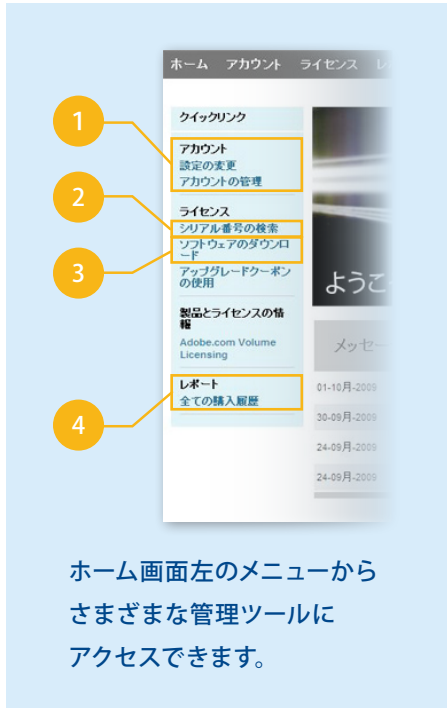 ホーム アカウント ライセンス レ
クイックリンク
1
アカウント
設定の変更
アカウントの管理
2
ライセンス
シリアル番号の検索
3
ソフトウェアのダウンロ
ード
アップグレードクーポン
の使用
製品とライセンスの情
報
Adobe.com Volume
Licensing
4
レポート
全ての購入履歴
ようこ
メッセー
01-10月-2009
30-09月-2009
24-09月-2009
24-09月-2009
ホーム画面左のメニューから
さまざまな管理ツールに
アクセスできます。